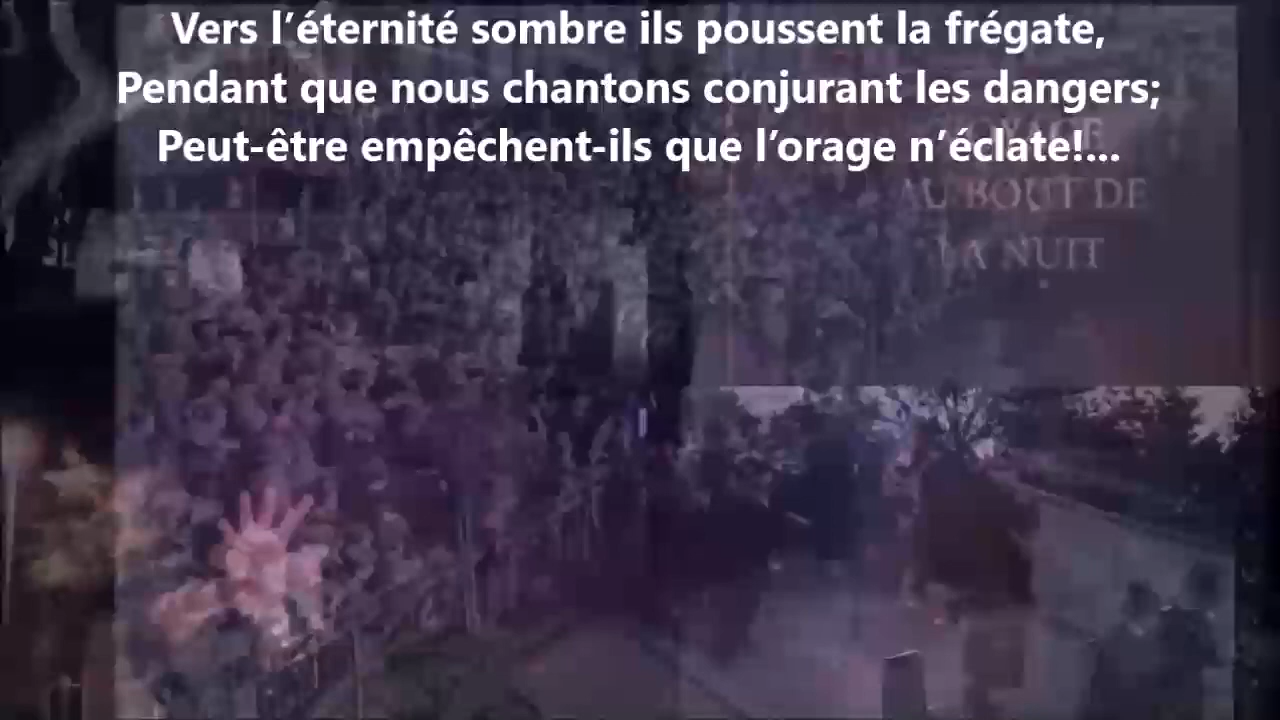 Vers l’éternité sombre ils poussent la frégate,
Pendant que nous chantons conjurant les dangers;
Peut-être empêchent-ils que l’orage n’éclate!...
VOYAGE
AU BOUT DE
LA NUIT